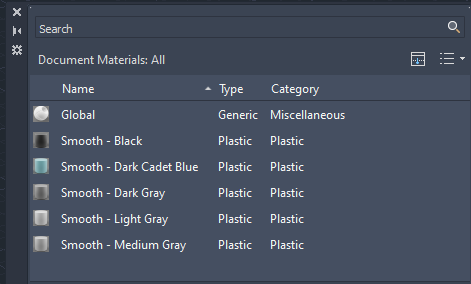 Search
Document Materials: All
Name Type Category
Global Generic Miscellaneous
Smooth - Black Plastic Plastic
Smooth - Dark Cadet Blue Plastic Plastic
Smooth - Dark Gray Plastic Plastic
Smooth - Light Gray Plastic Plastic
Smooth - Medium Gray Plastic Plastic